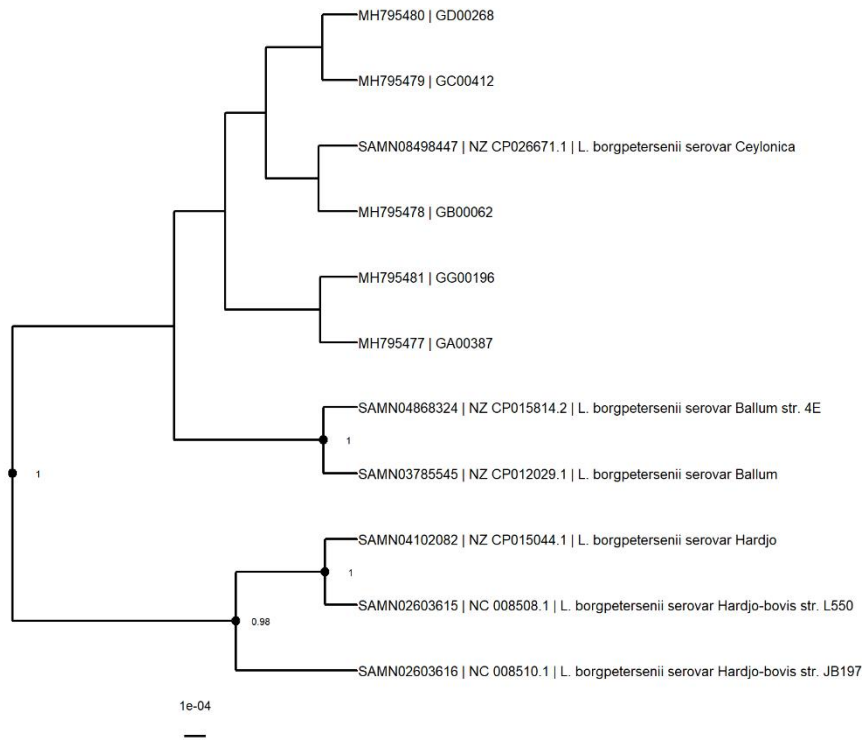 MH795480 | GD00268
MH795479 | GC00412
SAMN08498447 | NZ CP026671.1 | L. borgpetersenii serovar Ceylonica
MH795478 | GB00062
MH795481 | GG00196
MH795477 | GA00387
SAMN04868324 | NZ CP015814.2 | L. borgpetersenii serovar Ballum str. 4E
1
SAMN03785545 | NZ CP012029.1 | L. borgpetersenii serovar Ballum
1
SAMN04102082 | NZ CP015044.1 | L. borgpetersenii serovar Hardjo
1
SAMN02603615 | NC 008508.1 | L. borgpetersenii serovar Hardjo-bovis str. L550
0.98
SAMN02603616 | NC 008510.1 | L. borgpetersenii serovar Hardjo-bovis str. JB197
1e-04